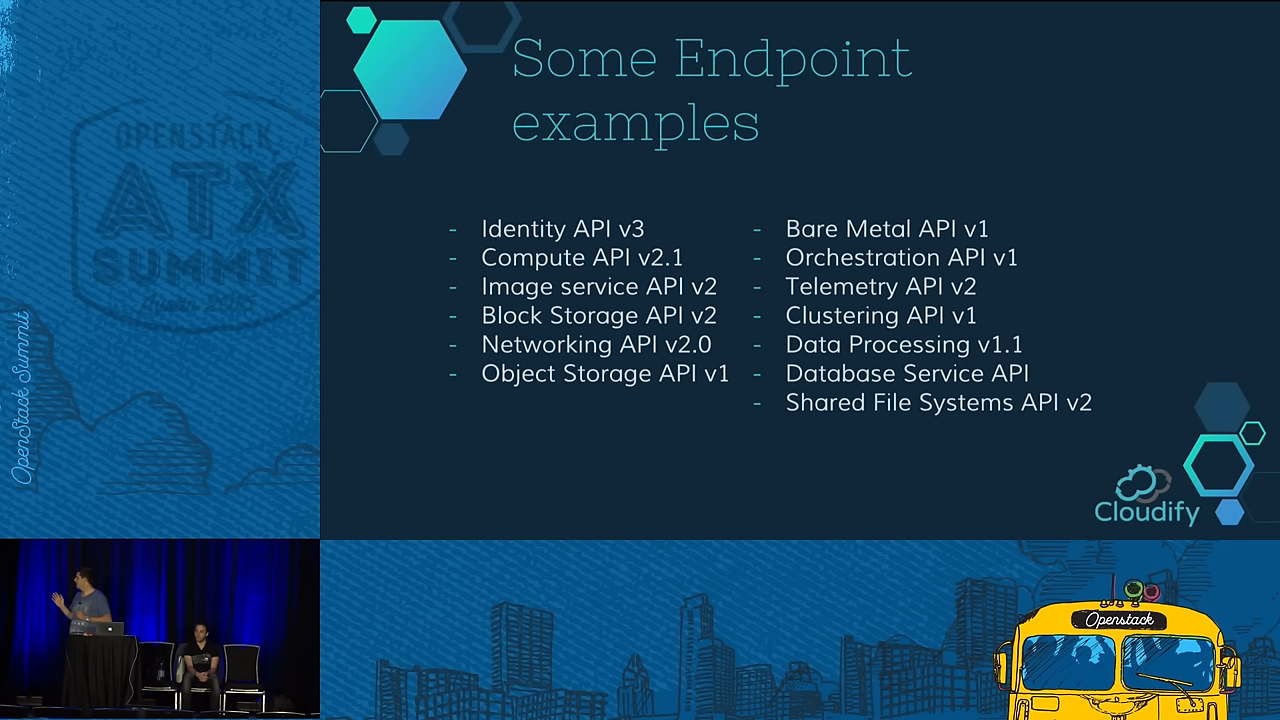 Some Endpoint
examples
- Identity API v3
- Compute API v2.1
- Image service API v2
- Block Storage API v2
- Networking API v2.0
- Object Storage API v1
- Bare Metal API v1
- Orchestration API v1
- Telemetry API v2
- Clustering API v1
- Data Processing v1.1
- Database Service API
- Shared File Systems API v2
Cloudify
OPENSTACK
ATX
SUMMIT
OpenStack Summit
Openstack